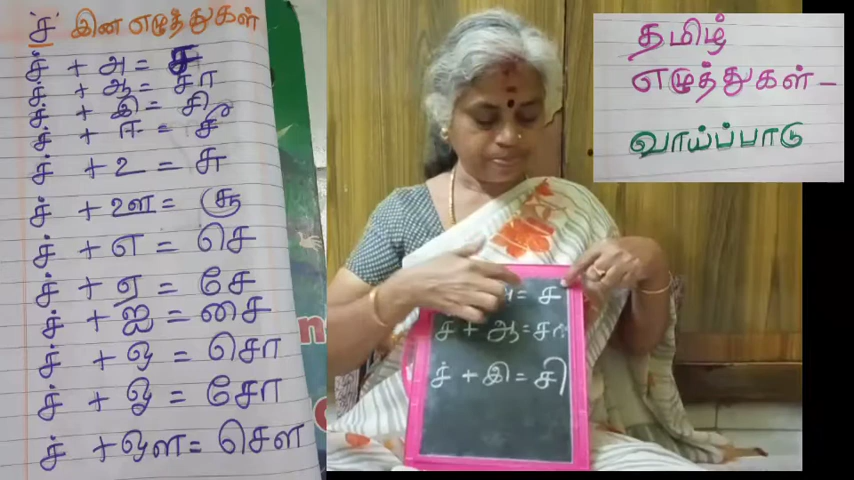 'ச்' இன எழுத்துகள்
ச் + அ = ச
ச் + ஆ = சா
ச் + இ = சி
ச் + ஈ = சீ
ச் + உ = சு
ச் + ஊ = சூ
ச் + எ = செ
ச் + ஏ = சே
ச் + ஐ = சை
ச் + ஒ = சொ
ச் + ஓ = சோ
ச் + ஔ = சௌ
தமிழ்
எழுத்துகள் -
வாய்ப்பாடு
அ = ச
ச் + ஆ = சா
ச் + இ = சி